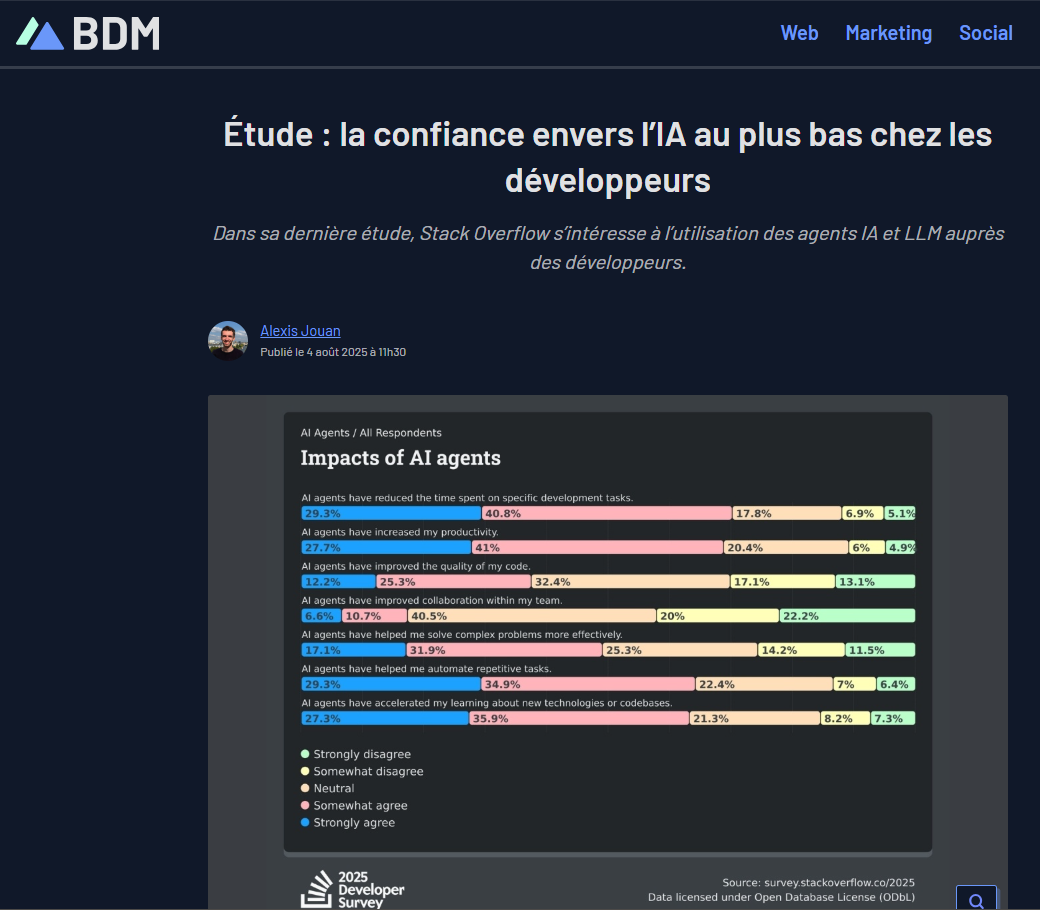 BDM
Web Marketing Social
Étude : la confiance envers l’IA au plus bas chez les
développeurs
Dans sa dernière étude, Stack Overflow s’intéresse à l’utilisation des agents IA et LLM auprès
des développeurs.
Alexis Jouan
Publié le 4 août 2025 à 11h30
AI Agents / All Respondents
Impacts of AI agents
AI agents have reduced the time spent on specific development tasks.
29.3% 40.8% 17.8% 6.9% 5.1%
AI agents have increased my productivity.
27.7% 41% 20.4% 6% 4.9%
AI agents have improved the quality of my code.
12.2% 25.3% 32.4% 17.1% 13.1%
AI agents have improved collaboration within my team.
6.6% 10.7% 40.5% 20% 22.2%
AI agents have helped me solve complex problems more effectively.
17.1% 31.9% 25.3% 14.2% 11.5%
AI agents have helped me automate repetitive tasks.
29.3% 34.9% 22.4% 7% 6.4%
AI agents have accelerated my learning about new technologies or codebases.
27.3% 35.9% 21.3% 8.2% 7.3%
Strongly disagree
Somewhat disagree
Neutral
Somewhat agree
Strongly agree
2025
Developer
Survey
Source: survey.stackoverflow.co/2025
Data licensed under Open Database License (ODbL)